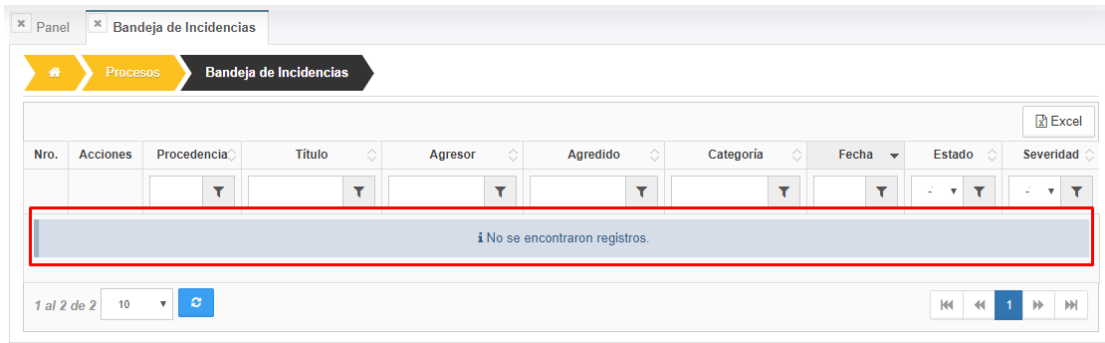 Panel Bandeja de Incidencias
Procesos Bandeja de Incidencias
Excel
Nro. Acciones Procedencia Título Agresor Agredido Categoría Fecha Estado Severidad
No se encontraron registros.
1 al 2 de 2 10 1